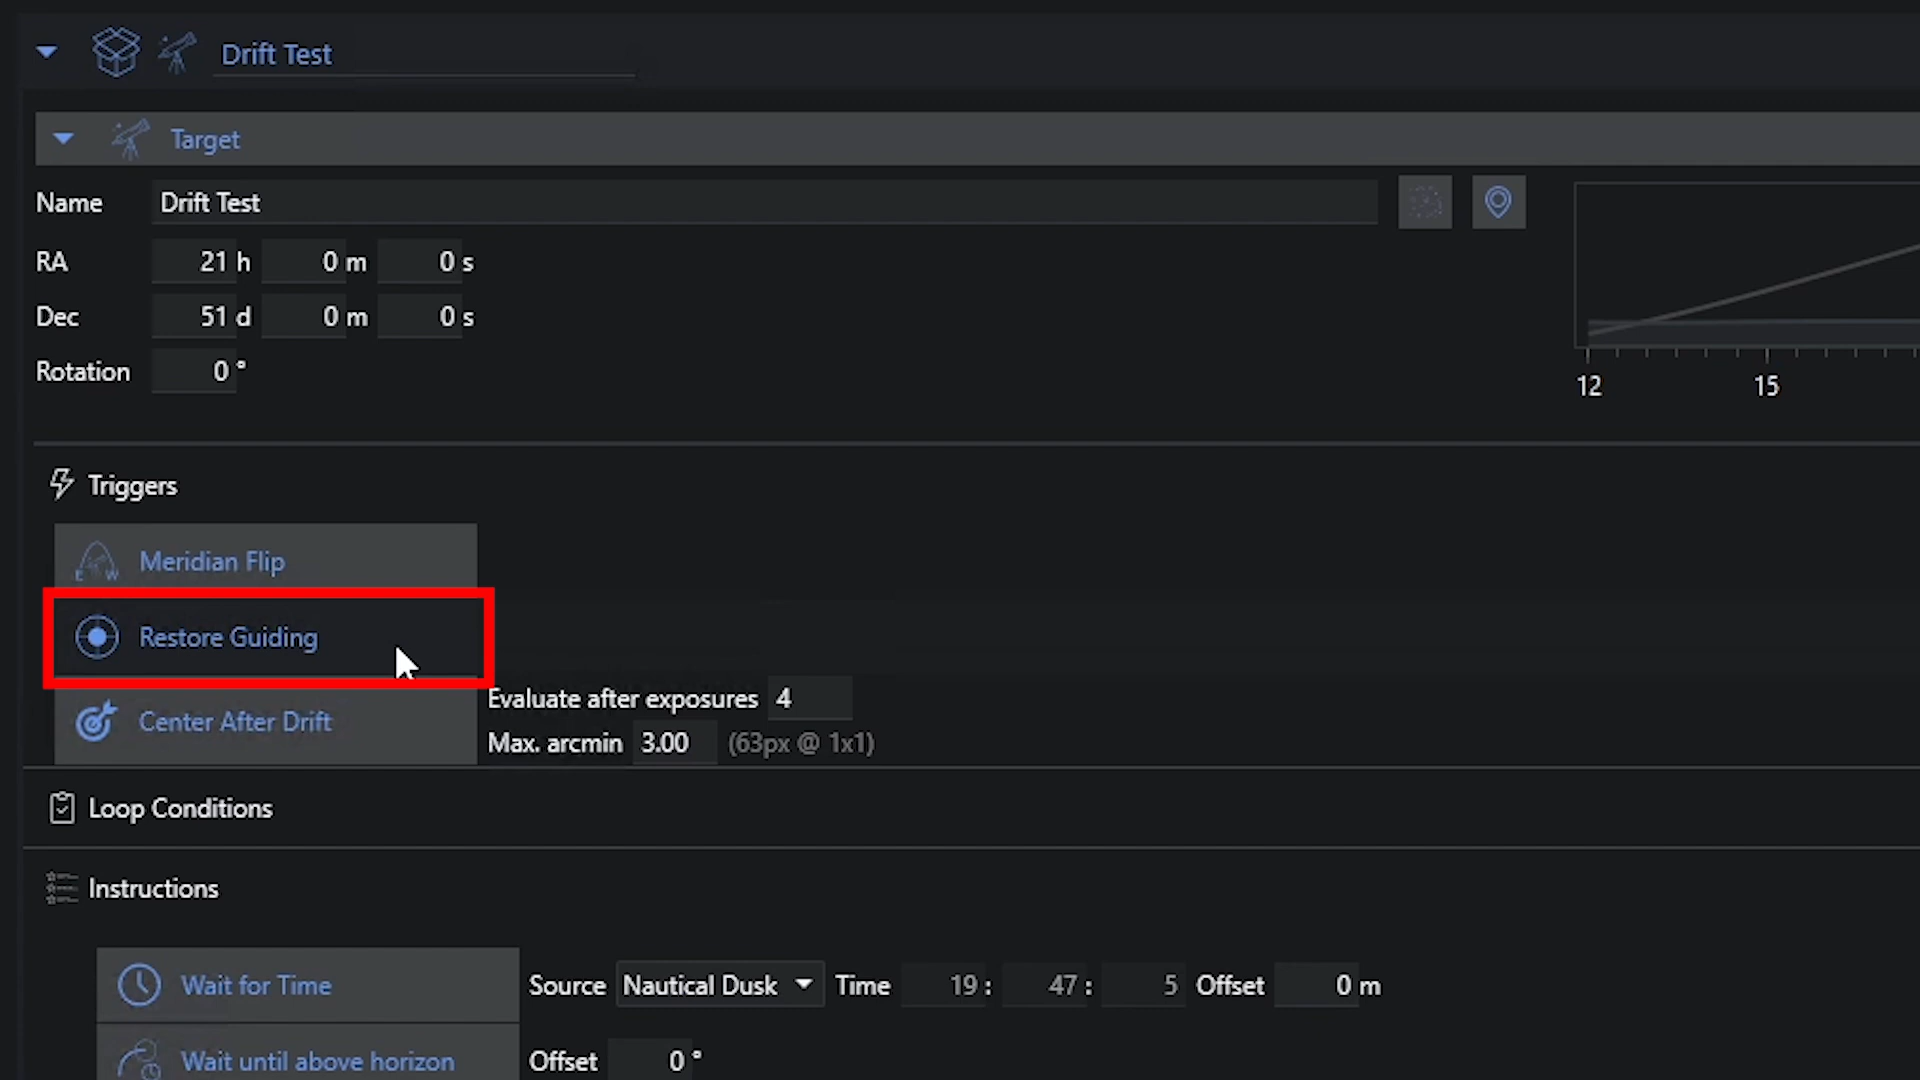 Drift Test
Target
Name Drift Test
RA 21 h 0 m 0 s
Dec 51 d 0 m 0 s
Rotation 0 °
12 15
Triggers
E W Meridian Flip
Restore Guiding
Evaluate after exposures 4
Center After Drift
Max. arcmin 3.00 (63px @ 1x1)
Loop Conditions
Instructions
Wait for Time Source Nautical Dusk Time 19 : 47 : 5 Offset 0 m
Wait until above horizon Offset 0 °